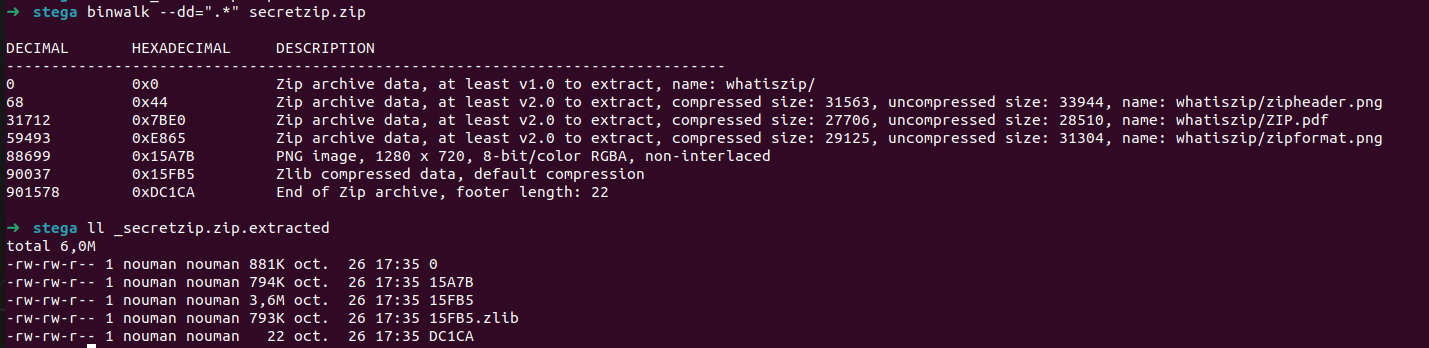 ➜ stega binwalk --dd=".*" secretzip.zip
DECIMAL HEXADECIMAL DESCRIPTION
--------------------------------------------------------------------------------
0 0x0 Zip archive data, at least v1.0 to extract, name: whatiszip/
68 0x44 Zip archive data, at least v2.0 to extract, compressed size: 31563, uncompressed size: 33944, name: whatiszip/zipheader.png
31712 0x7BE0 Zip archive data, at least v2.0 to extract, compressed size: 27706, uncompressed size: 28510, name: whatiszip/ZIP.pdf
59493 0xE865 Zip archive data, at least v2.0 to extract, compressed size: 29125, uncompressed size: 31304, name: whatiszip/zipformat.png
88699 0x15A7B PNG image, 1280 x 720, 8-bit/color RGBA, non-interlaced
90037 0x15FB5 Zlib compressed data, default compression
901578 0xDC1CA End of Zip archive, footer length: 22
➜ stega ll _secretzip.zip.extracted
total 6,0M
-rw-rw-r-- 1 nouman nouman 881K oct. 26 17:35 0
-rw-rw-r-- 1 nouman nouman 794K oct. 26 17:35 15A7B
-rw-rw-r-- 1 nouman nouman 3,6M oct. 26 17:35 15FB5
-rw-rw-r-- 1 nouman nouman 793K oct. 26 17:35 15FB5.zlib
-rw-rw-r-- 1 nouman nouman 22 oct. 26 17:35 DC1CA